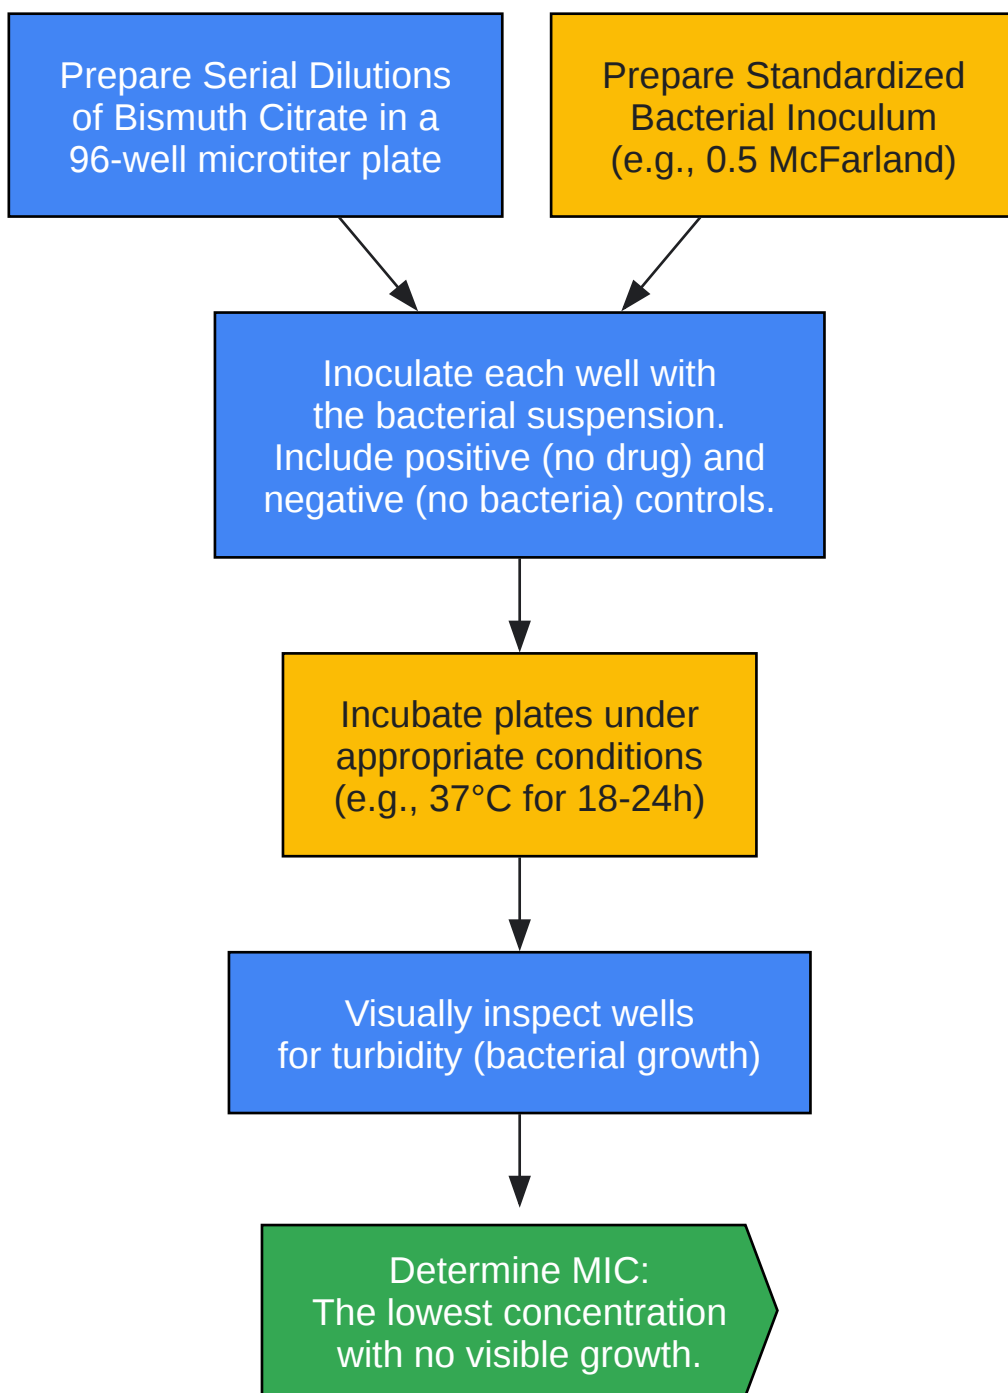 Prepare Serial Dilutions
of Bismuth Citrate in a
96-well microtiter plate
Prepare Standardized
Bacterial Inoculum
(e.g., 0.5 McFarland)
Inoculate each well with
the bacterial suspension.
Include positive (no drug) and
negative (no bacteria) controls.
Incubate plates under
appropriate conditions
(e.g., 37°C for 18-24h)
Visually inspect wells
for turbidity (bacterial growth)
Determine MIC:
The lowest concentration
with no visible growth.